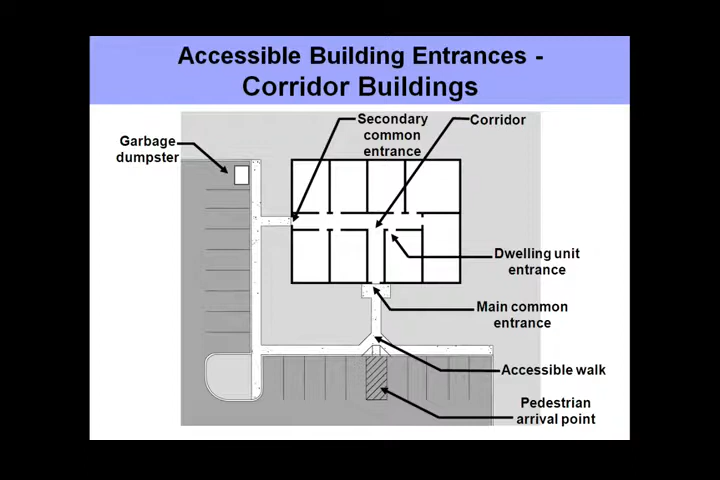 Accessible Building Entrances -
Corridor Buildings
Secondary
common
entrance
Corridor
Garbage
dumpster
Dwelling unit
entrance
Main common
entrance
Accessible walk
Pedestrian
arrival point